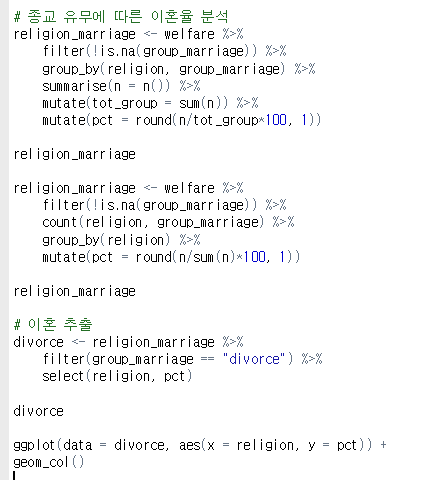 # 종교 유무에 따른 이혼율 분석
religion_marriage <- welfare %>%
    filter(!is.na(group_marriage)) %>%
    group_by(religion, group_marriage) %>%
    summarise(n = n()) %>%
    mutate(tot_group = sum(n)) %>%
    mutate(pct = round(n/tot_group*100, 1))

religion_marriage

religion_marriage <- welfare %>%
    filter(!is.na(group_marriage)) %>%
    count(religion, group_marriage) %>%
    group_by(religion) %>%
    mutate(pct = round(n/sum(n)*100, 1))

religion_marriage

# 이혼 추출
divorce <- religion_marriage %>%
    filter(group_marriage == "divorce") %>%
    select(religion, pct)

divorce

ggplot(data = divorce, aes(x = religion, y = pct)) +
geom_col()